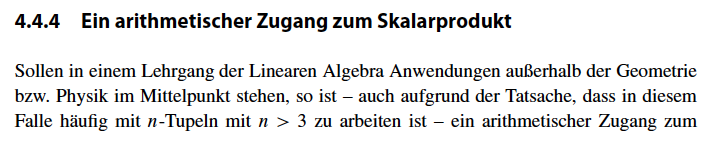 4.4.4 Ein arithmetischer Zugang zum Skalarprodukt
Sollen in einem Lehrgang der Linearen Algebra Anwendungen außerhalb der Geometrie
bzw. Physik im Mittelpunkt stehen, so ist – auch aufgrund der Tatsache, dass in diesem
Falle häufig mit n-Tupeln mit n > 3 zu arbeiten ist – ein arithmetischer Zugang zum